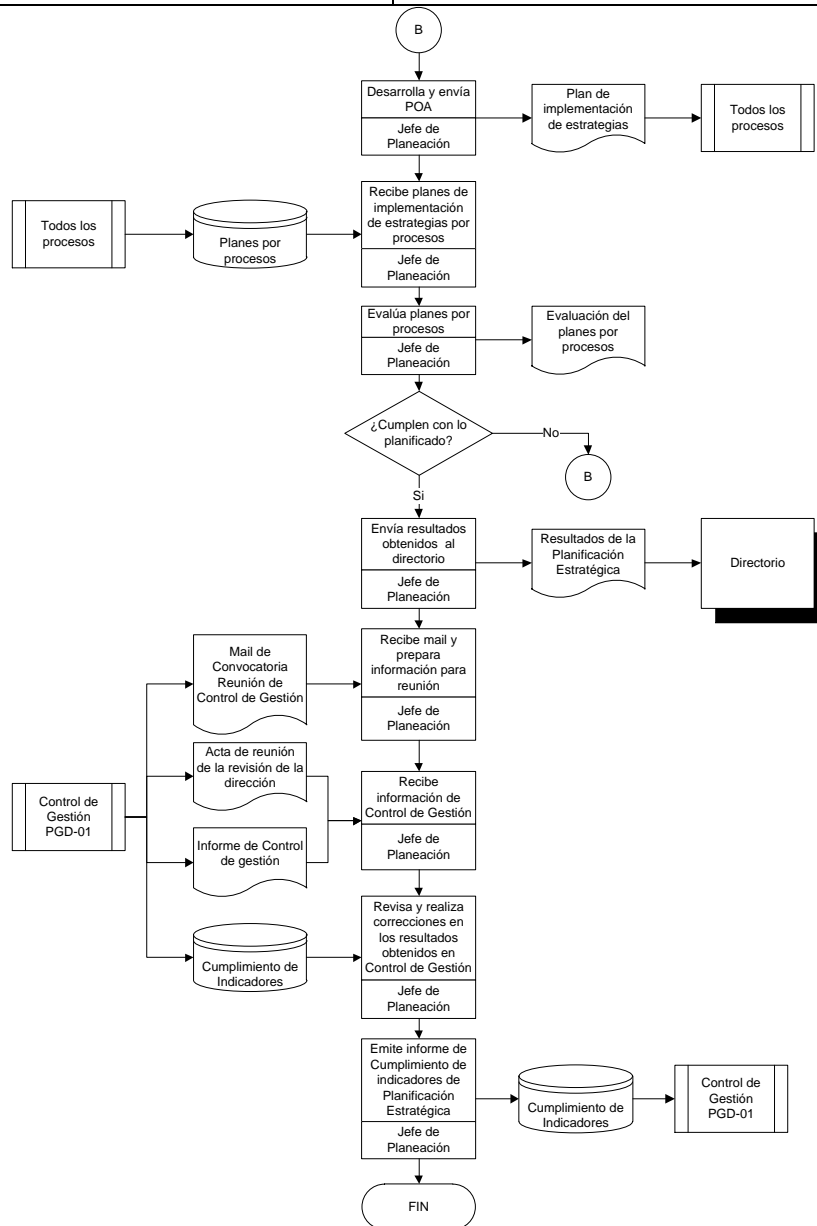 B
Desarrolla y envía
POA
Jefe de
Planeación
Plan de
implementación
de estrategias
Todos los
procesos
Todos los
procesos
Planes por
procesos
Recibe planes de
implementación
de estrategias por
procesos
Jefe de
Planeación
Evalúa planes por
procesos
Jefe de
Planeación
Evaluación del
planes por
procesos
¿Cumplen con lo
planificado?
No
B
Si
Envía resultados
obtenidos al
directorio
Jefe de
Planeación
Resultados de la
Planificación
Estratégica
Directorio
Mail de
Convocatoria
Reunión de
Control de Gestión
Recibe mail y
prepara
información para
reunión
Jefe de
Planeación
Control de
Gestión
PGD-01
Acta de reunión
de la revisión de la
dirección
Informe de Control
de gestión
Recibe
información de
Control de Gestión
Jefe de
Planeación
Cumplimiento de
Indicadores
Revisa y realiza
correcciones en
los resultados
obtenidos en
Control de Gestión
Jefe de
Planeación
Emite informe de
Cumplimiento de
indicadores de
Planificación
Estratégica
Jefe de
Planeación
Cumplimiento de
Indicadores
Control de
Gestión
PGD-01
FIN